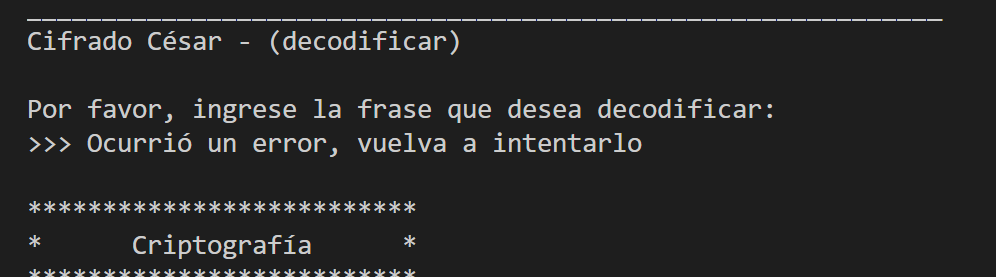 _____________________________________________________________
Cifrado César - (decodificar)
Por favor, ingrese la frase que desea decodificar:
>>> Ocurrió un error, vuelva a intentarlo
**************************
*      Criptografía      *
**************************